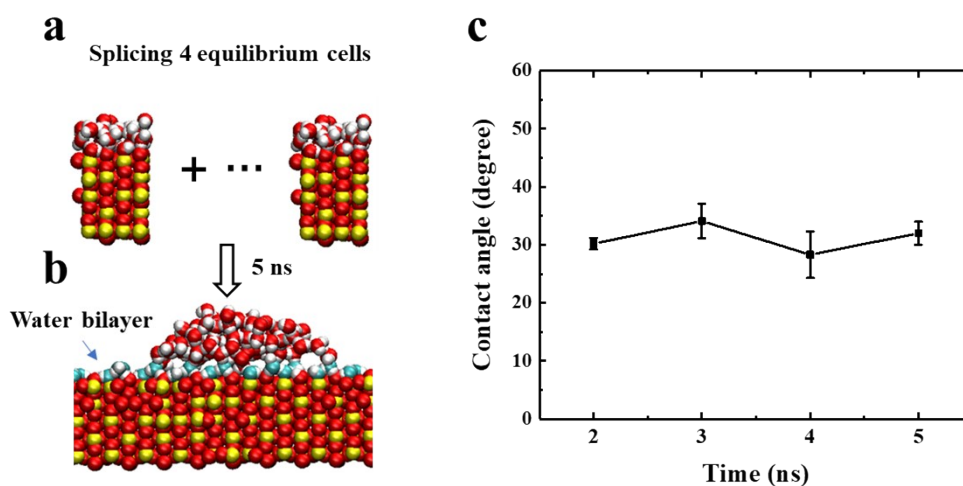 a
Splicing 4 equilibrium cells
+ ...
5 ns
b
Water bilayer
c
Contact angle (degree)
60
50
40
30
20
10
0
2 3 4 5
Time (ns)